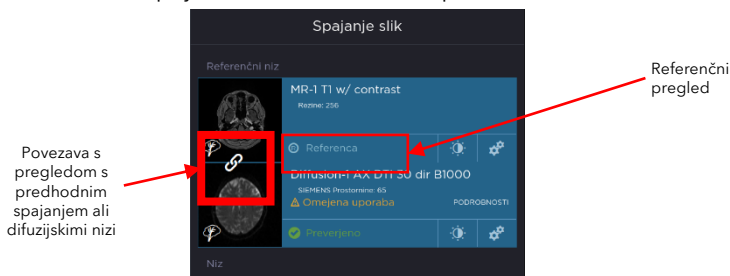 Spajanje slik
Referenčni niz
MR-1 T1 w/ contrast
Rezine: 256
Referenca
Diffusion-1 AX DTI 30 dir B1000
SIEMENS Prostornine: 65
Omejena uporaba
PODROBNOSTI
Preverjeno
Niz
Referenčni
pregled
Povezava s
pregledom s
predhodnim
spajanjem ali
difuzijskimi nizi